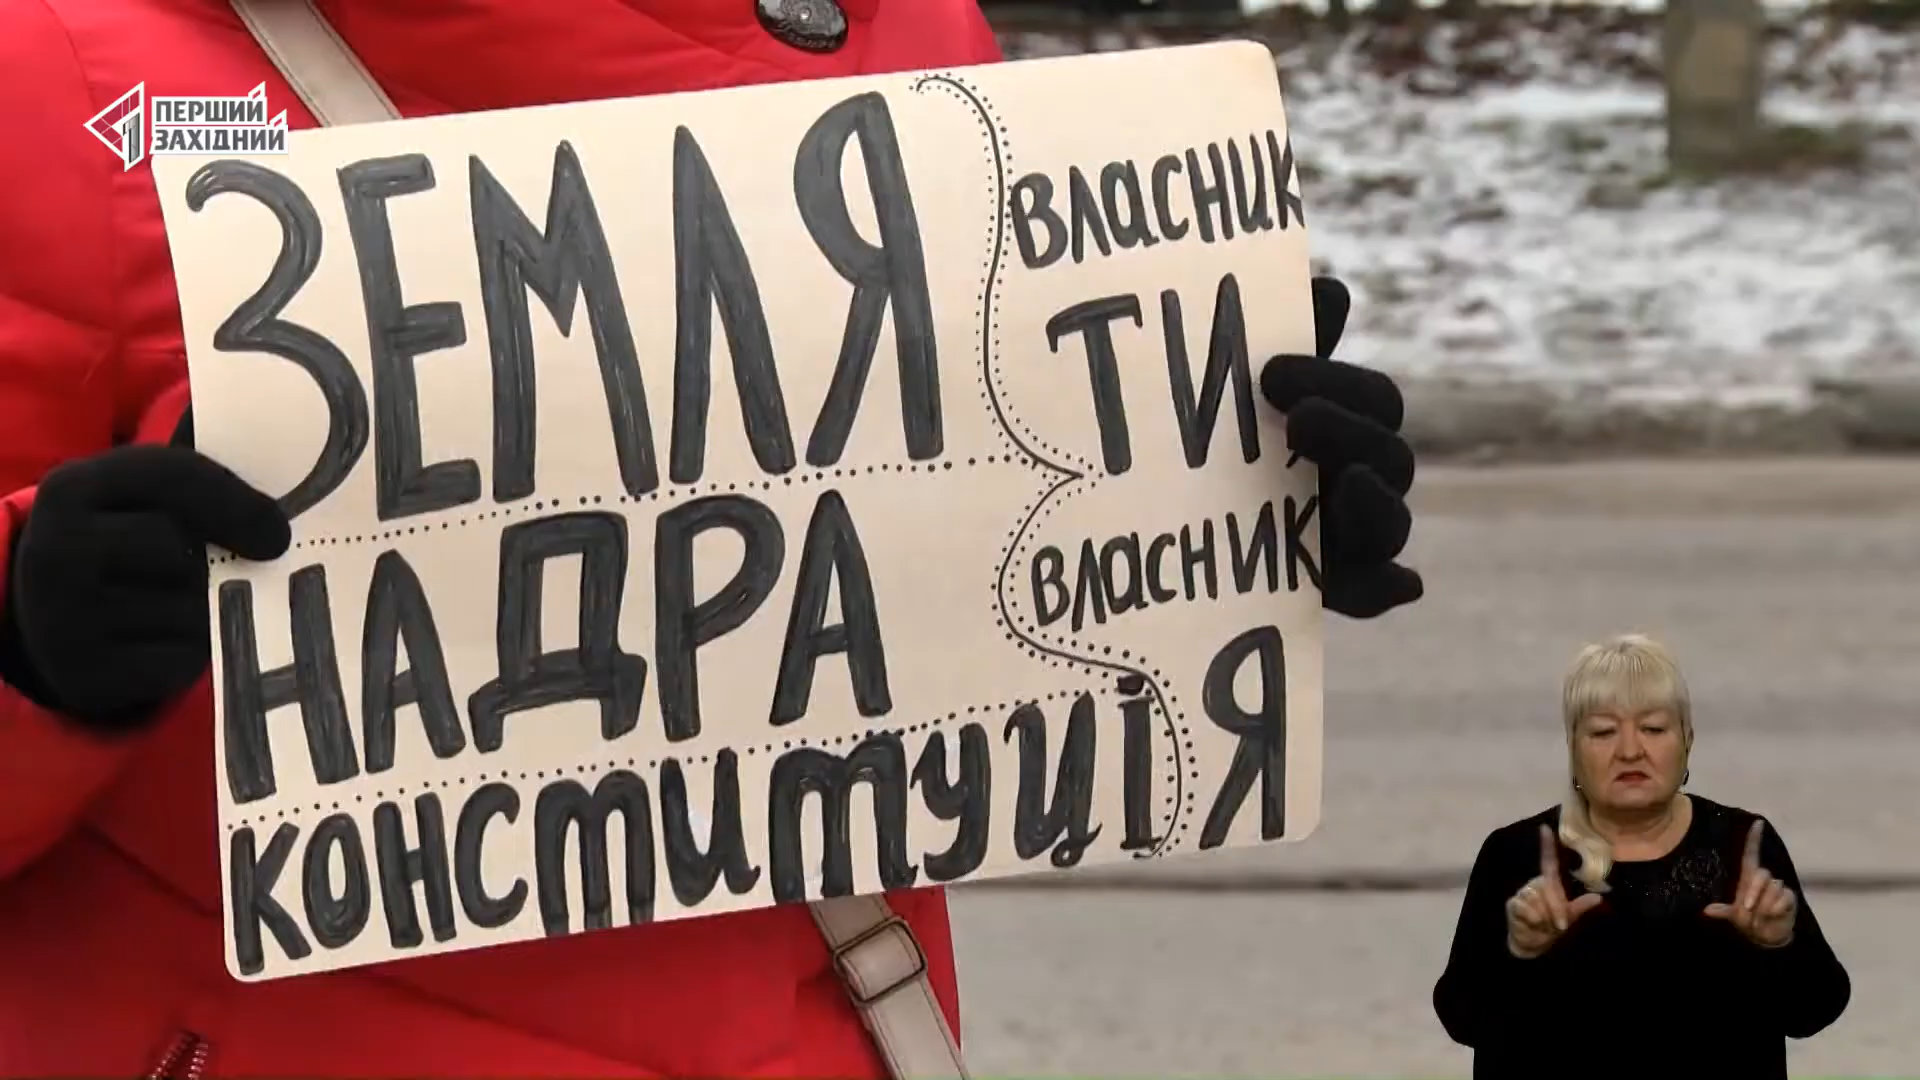 ПЕРШИЙ
ЗАХІДНИЙ
ЗЕМЛЯ
НАДРА
КОНСТИТУЦІЯ
ВЛАСНИК
ТИ,
ВЛАСНИК
Я